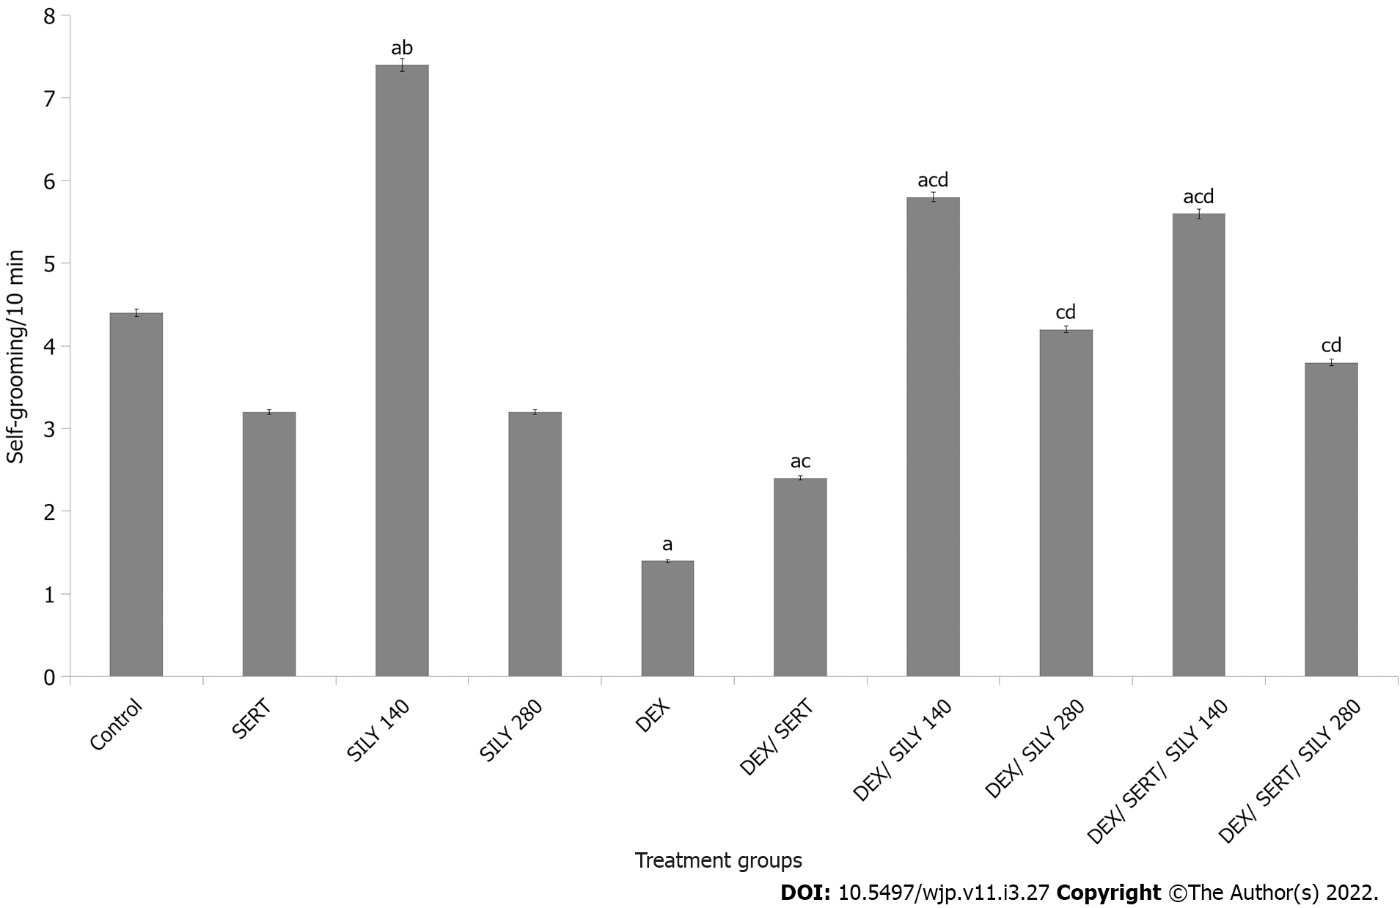 8
7
6
5
4
3
2
1
0
Self-grooming/10 min
ab
a
ac
acd
cd
acd
cd
Control
SERT
SILY 140
SILY 280
DEX
DEX/ SERT
DEX/ SILY 140
DEX/ SILY 280
DEX/ SERT/ SILY 140
DEX/ SERT/ SILY 280
Treatment groups
DOI: 10.5497/wjp.v11.i3.27 Copyright ©The Author(s) 2022.